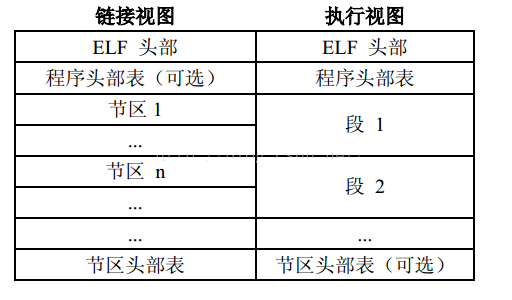 链接视图 执行视图
ELF 头部 ELF 头部
程序头部表（可选） 程序头部表
节区 1
段 1
...
节区 n
段 2
...
... ...
节区头部表 节区头部表（可选）